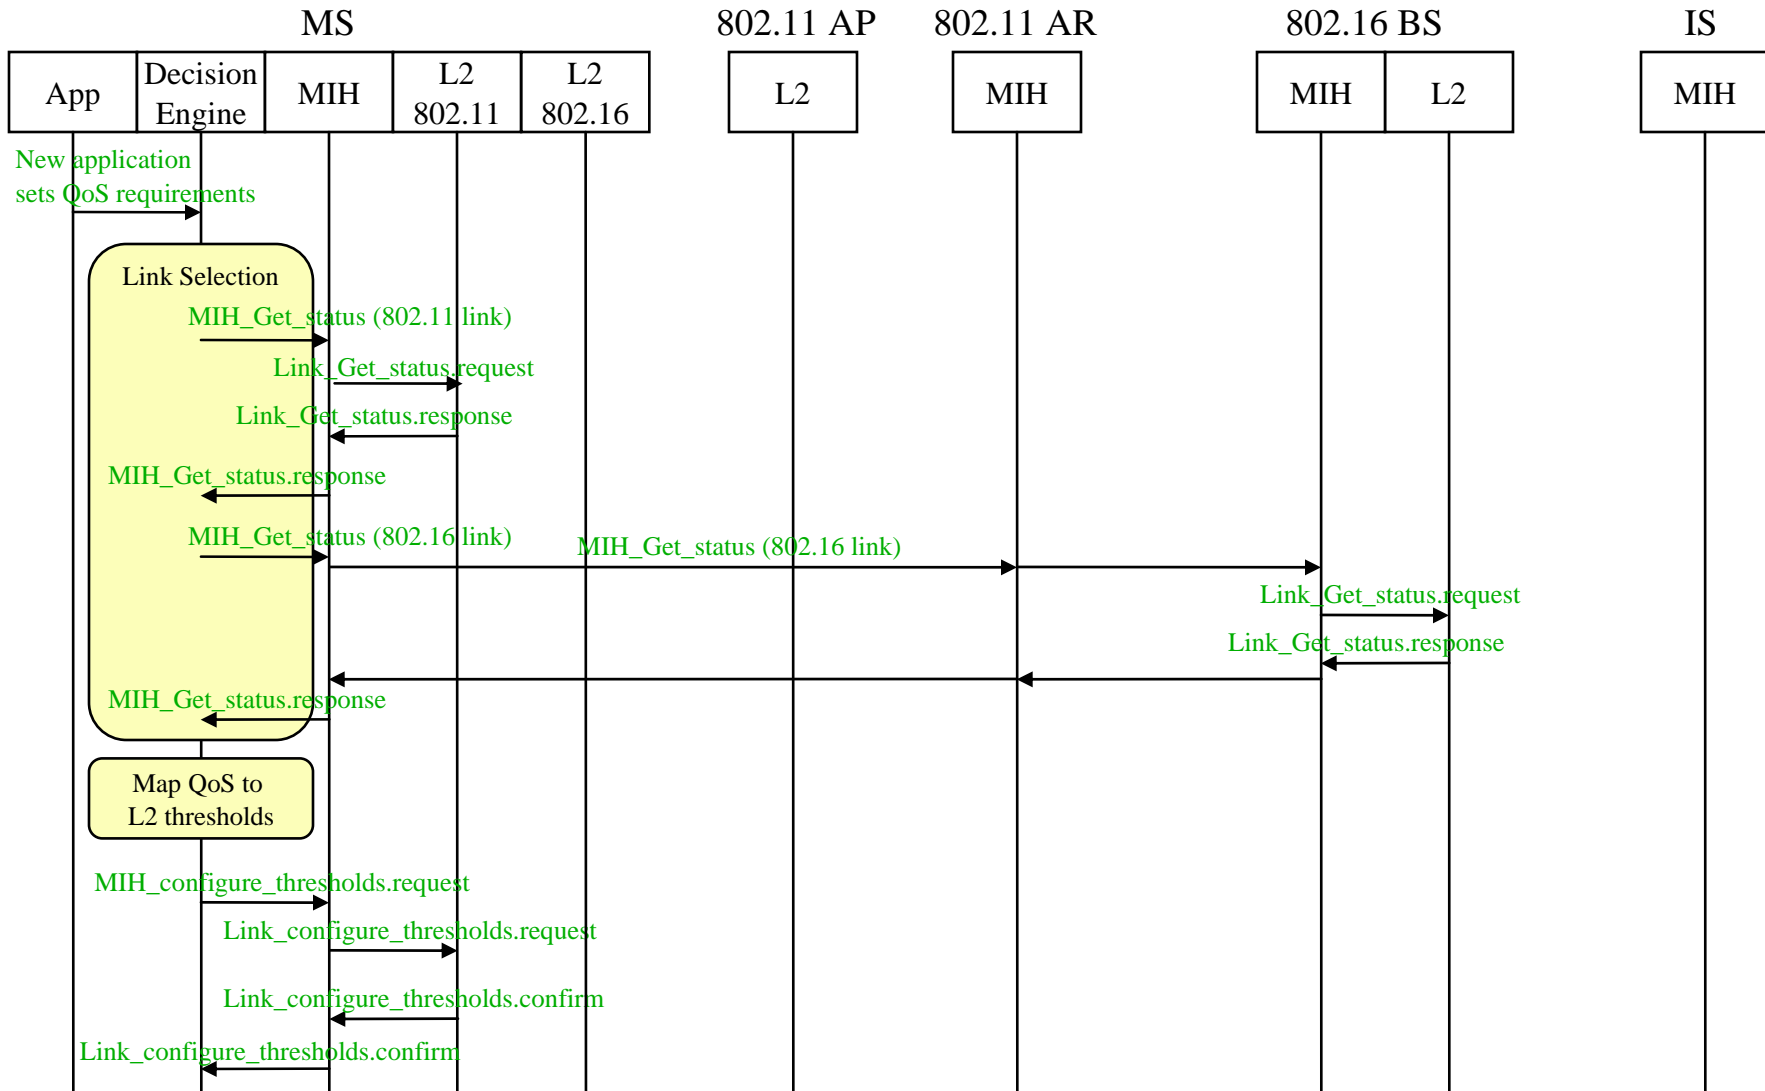 MS
802.11 AP
802.11 AR
802.16 BS
IS
App
Decision
Engine
MIH
L2
802.11
L2
802.16
L2
MIH
MIH
L2
MIH
New application
sets QoS requirements
Link Selection
MIH_Get_status (802.11 link)
Link_Get_status.request
Link_Get_status.response
MIH_Get_status.response
MIH_Get_status (802.16 link)
MIH_Get_status (802.16 link)
Link_Get_status.request
Link_Get_status.response
MIH_Get_status.response
Map QoS to
L2 thresholds
MIH_configure_thresholds.request
Link_configure_thresholds.request
Link_configure_thresholds.confirm
Link_configure_thresholds.confirm